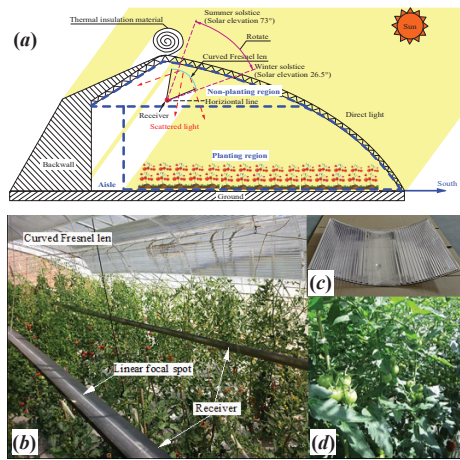 (a)
Thermal insulation material
Summer solstice
(Solar elevation 73°)
Sun
Rotate
Curved Fresnel len
Winter solstice
(Solar elevation 26.5°)
Non-planting region
Horizontal line
Receiver
Scattered light
Direct light
Backwall
Planting region
Aisle
South
Ground
Curved Fresnel len
Linear focal spot
Receiver
(b)
(c)
(d)